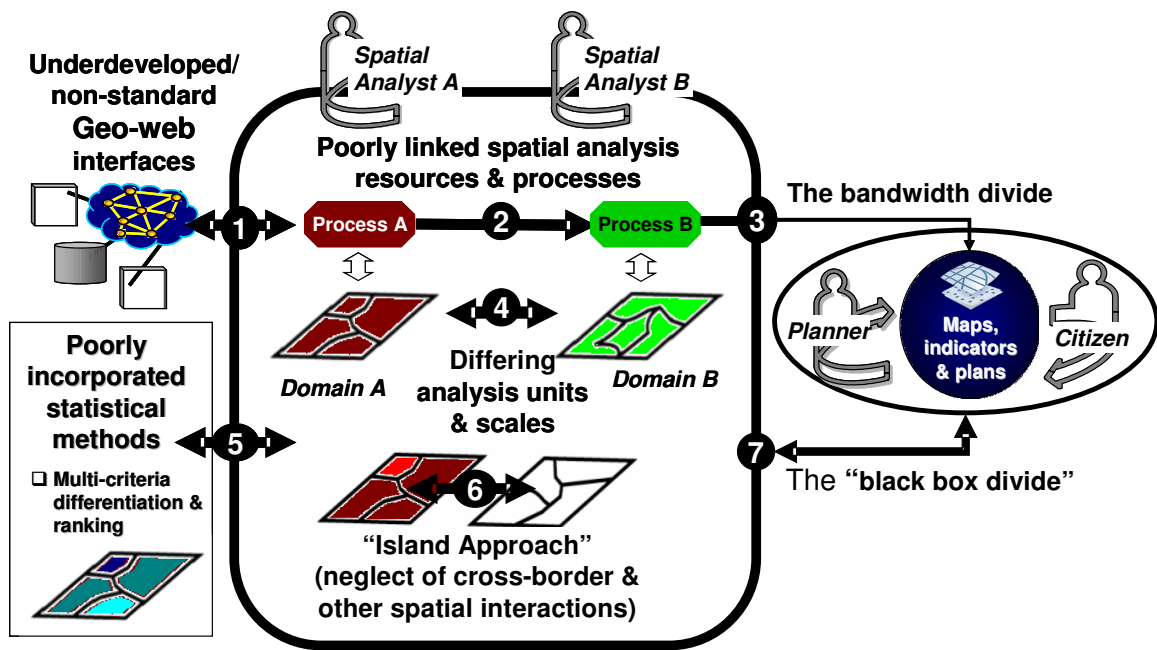 Spatial
Analyst A
Spatial
Analyst B
Underdeveloped/
non-standard
Geo-web
interfaces
Poorly linked spatial analysis
resources & processes
1
Process A
2
Process B
3
The bandwidth divide
Planner
Maps,
indicators
& plans
Citizen
4
Domain A
Differing
analysis units
& scales
Domain B
Poorly
incorporated
statistical
methods
❑ Multi-criteria
differentiation &
ranking
5
6
7
The “black box divide”
“Island Approach”
(neglect of cross-border &
other spatial interactions)